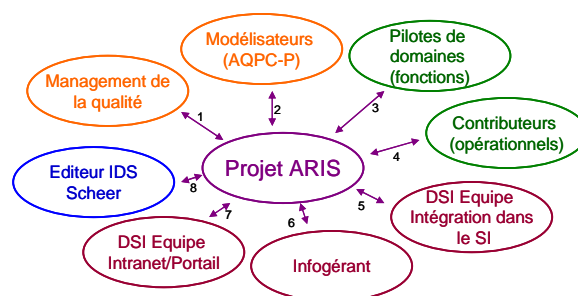 Modélisateurs
(AQPC-P)
Pilotes de
domaines
(fonctions)
Management de
la qualité
1
2
3
Contributeurs
(opérationnels)
4
Projet ARIS
Editeur IDS
Scheer
8
7
6
5
DSI Equipe
Intégration dans
le SI
DSI Equipe
Intranet/Portail
Infogérant